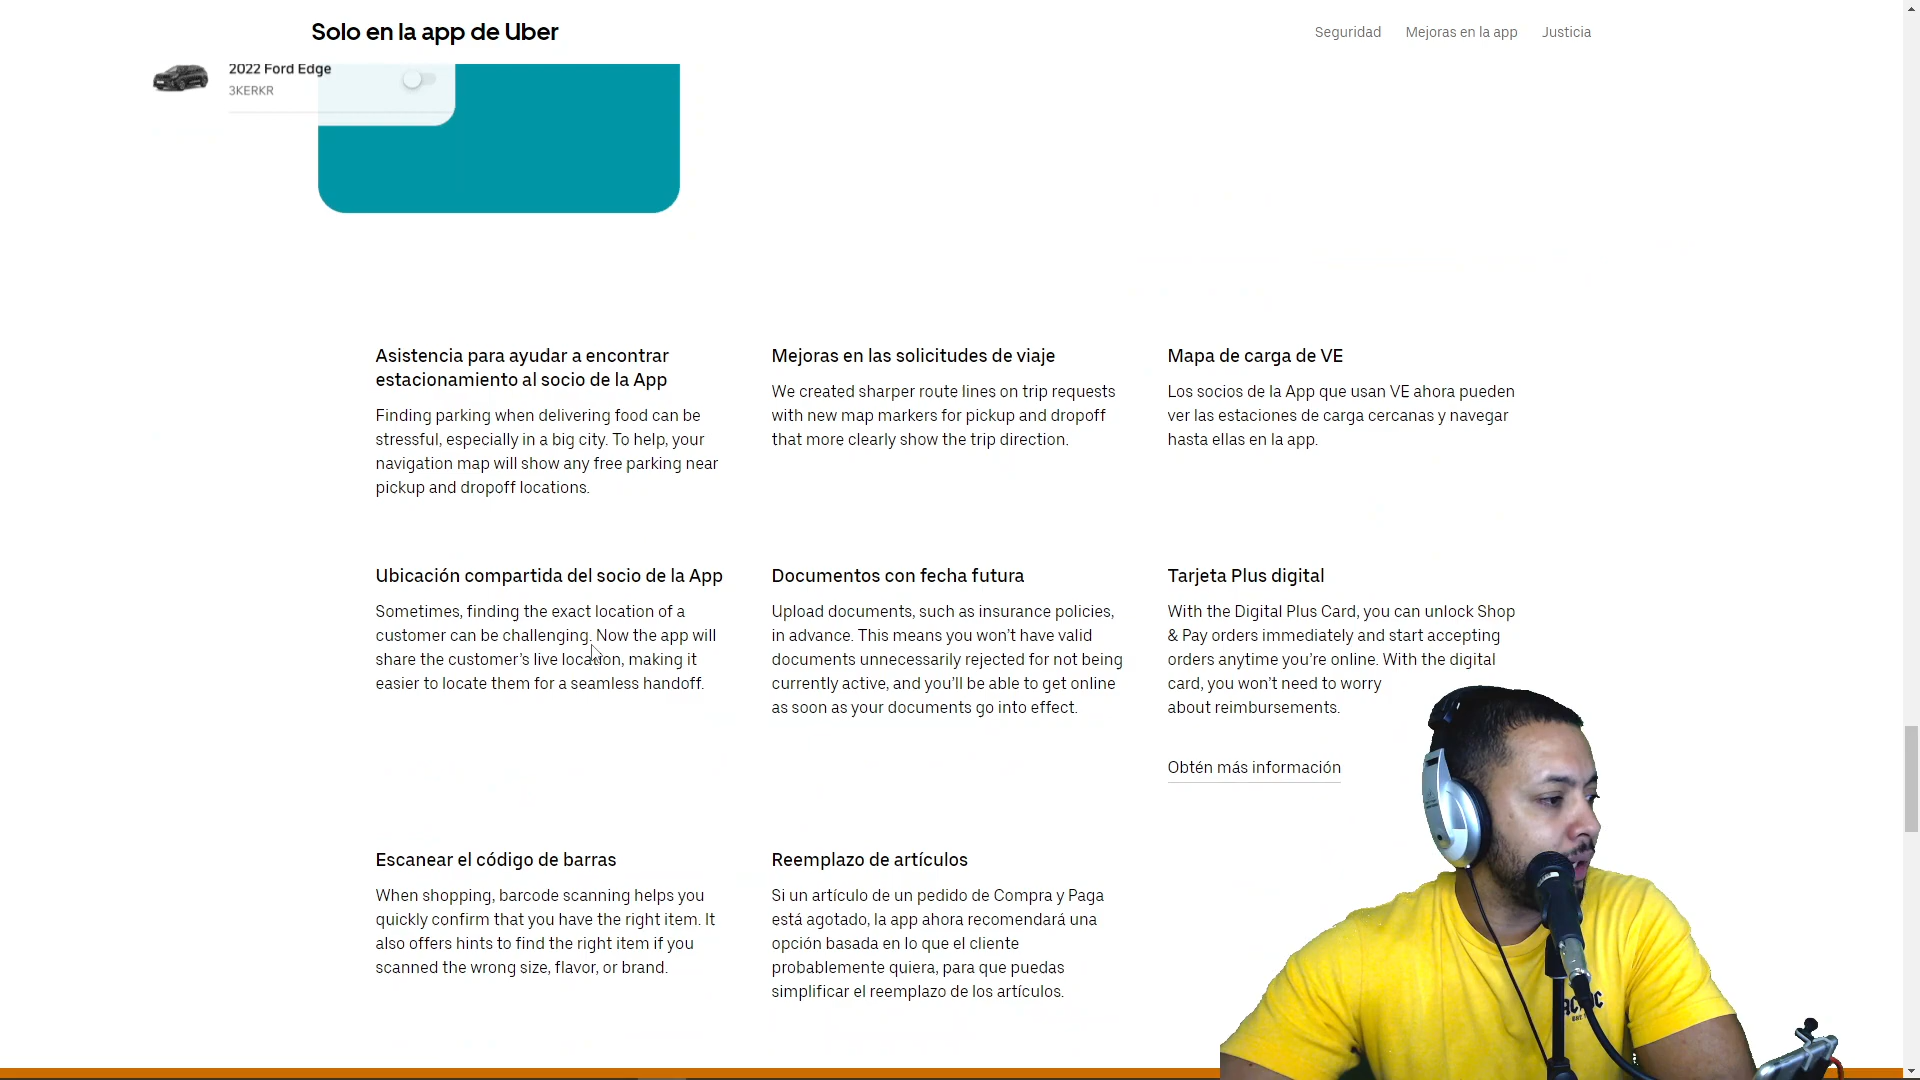 Solo en la app de Uber
Seguridad
Mejoras en la app
Justicia
2022 Ford Edge
3KERKR
Asistencia para ayudar a encontrar
estacionamiento al socio de la App
Finding parking when delivering food can be
stressful, especially in a big city. To help, your
navigation map will show any free parking near
pickup and dropoff locations.
Mejoras en las solicitudes de viaje
We created sharper route lines on trip requests
with new map markers for pickup and dropoff
that more clearly show the trip direction.
Mapa de carga de VE
Los socios de la App que usan VE ahora pueden
ver las estaciones de carga cercanas y navegar
hasta ellas en la app.
Ubicación compartida del socio de la App
Sometimes, finding the exact location of a
customer can be challenging. Now the app will
share the customer’s live location, making it
easier to locate them for a seamless handoff.
Documentos con fecha futura
Upload documents, such as insurance policies,
in advance. This means you won’t have valid
documents unnecessarily rejected for not being
currently active, and you’ll be able to get online
as soon as your documents go into effect.
Tarjeta Plus digital
With the Digital Plus Card, you can unlock Shop
& Pay orders immediately and start accepting
orders anytime you’re online. With the digital
card, you won’t need to worry
about reimbursements.
Obtén más información
Escanear el código de barras
When shopping, barcode scanning helps you
quickly confirm that you have the right item. It
also offers hints to find the right item if you
scanned the wrong size, flavor, or brand.
Reemplazo de artículos
Si un artículo de un pedido de Compra y Paga
está agotado, la app ahora recomendará una
opción basada en lo que el cliente
probablemente quiera, para que puedas
simplificar el reemplazo de los artículos.